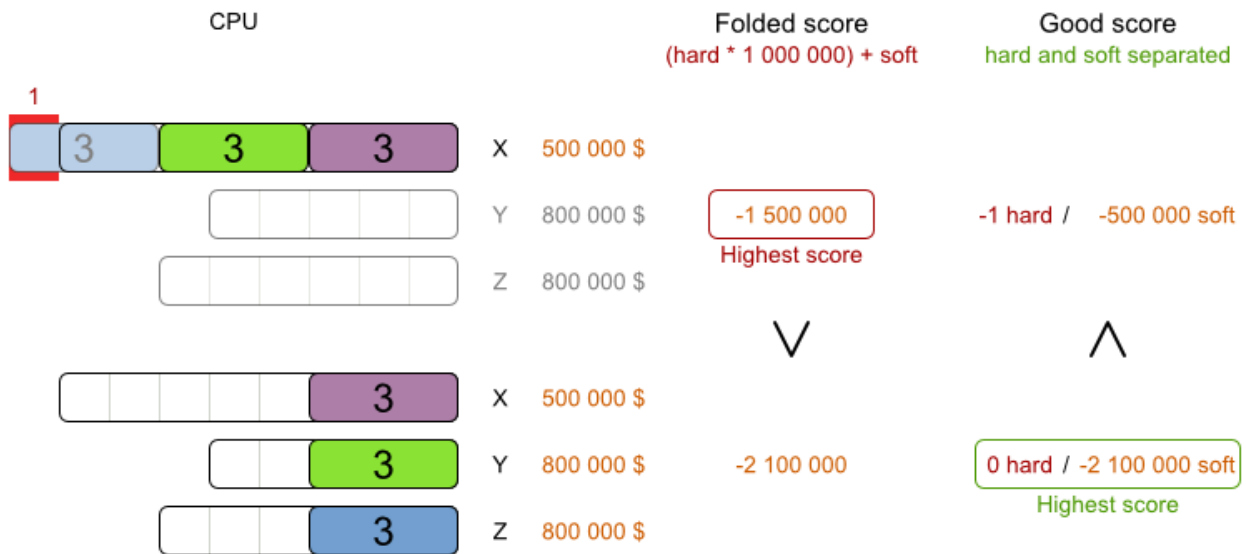 CPU
Folded score
(hard * 1 000 000) + soft
Good score
hard and soft separated
1
3 3 3 X 500 000 $
Y 800 000 $ -1 500 000 -1 hard / -500 000 soft
Highest score
Z 800 000 $
3 X 500 000 $
3 Y 800 000 $ -2 100 000 0 hard / -2 100 000 soft
Highest score
3 Z 800 000 $